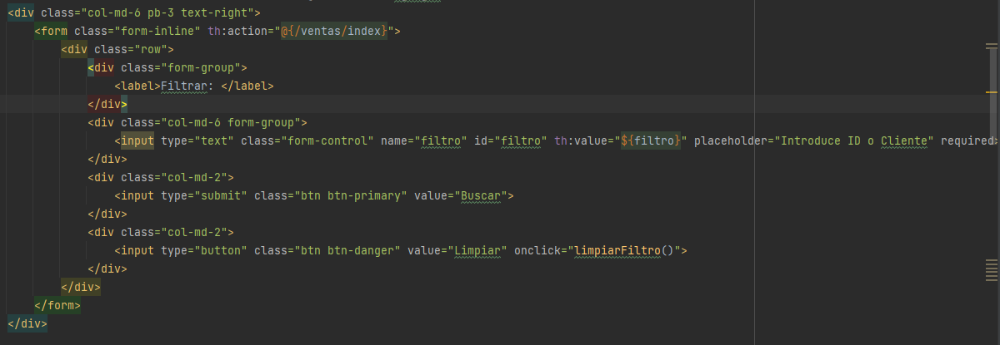 <div class="col-md-6 pb-3 text-right">
<form class="form-inline" th:action="@{/ventas/index}">
<div class="row">
<div class="form-group">
<label>Filtrar: </label>
</div>
<div class="col-md-6 form-group">
<input type="text" class="form-control" name="filtro" id="filtro" th:value="${filtro}" placeholder="Introduce ID o Cliente" required>
</div>
<div class="col-md-2">
<input type="submit" class="btn btn-primary" value="Buscar">
</div>
<div class="col-md-2">
<input type="button" class="btn btn-danger" value="Limpiar" onclick="limpiarFiltro()">
</div>
</div>
</form>
</div>